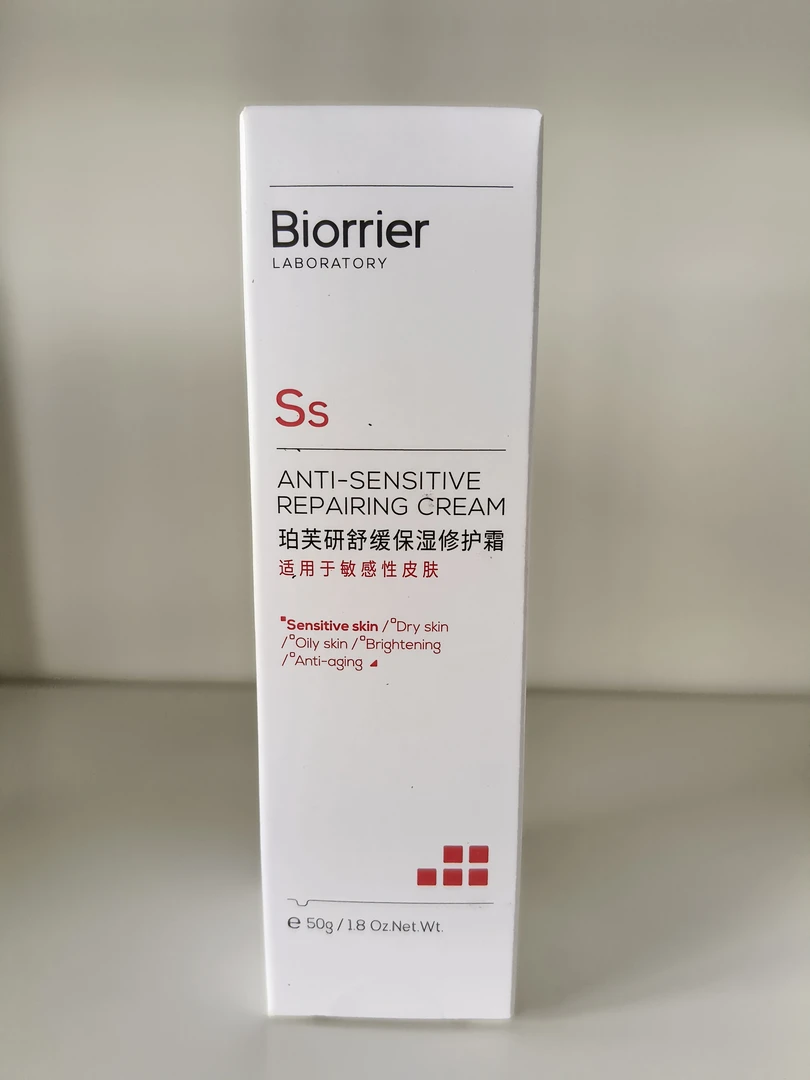 Biorrier
LABORATORY
Ss
ANTI-SENSITIVE
REPAIRING CREAM
珀芙研舒缓保湿修护霜
适用于敏感性皮肤
Sensitive skin / Dry skin
/ Oily skin / Brightening
/ Anti-aging
e 50g / 1.8 Oz.Net.Wt.